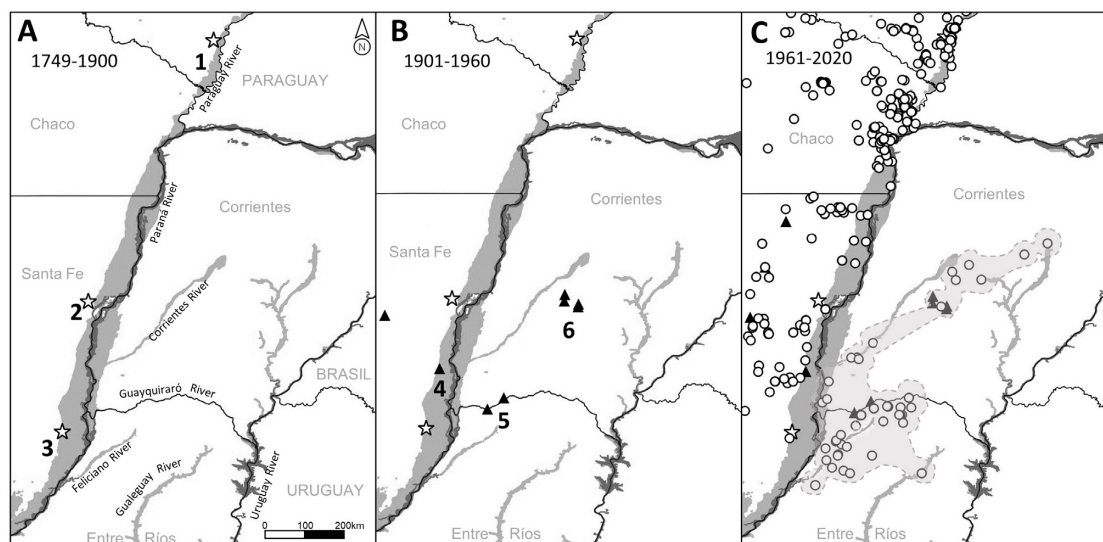 A
1749-1900
N
1
Paraguay River
PARAGUAY
Chaco
Paraná River
Corrientes
Santa Fe
2
Corrientes River
BRASIL
Guayquiraró River
3
Feliciano River
Gualeguay River
Uruguay River
URUGUAY
Entre Ríos
0 100 200km
B
1901-1960
Chaco
Corrientes
Santa Fe
6
4
5
Entre Ríos
C
1961-2020
Chaco
Corrientes
Entre Ríos